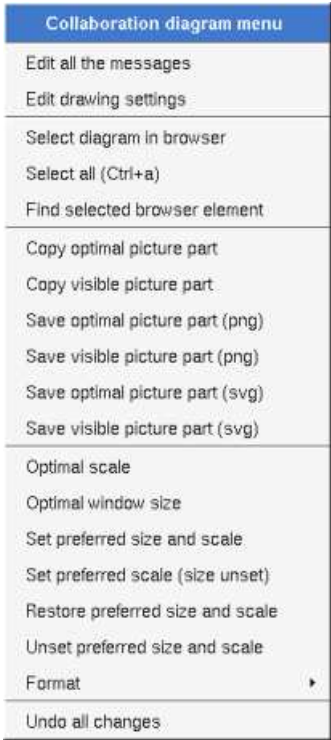 Collaboration diagram menu
Edit all the messages
Edit drawing settings
Select diagram in browser
Select all (Ctrl+a)
Find selected browser element
Copy optimal picture part
Copy visible picture part
Save optimal picture part (png)
Save visible picture part (png)
Save optimal picture part (svg)
Save visible picture part (svg)
Optimal scale
Optimal window size
Set preferred size and scale
Set preferred scale (size unset)
Restore preferred size and scale
Unset preferred size and scale
Format
Undo all changes